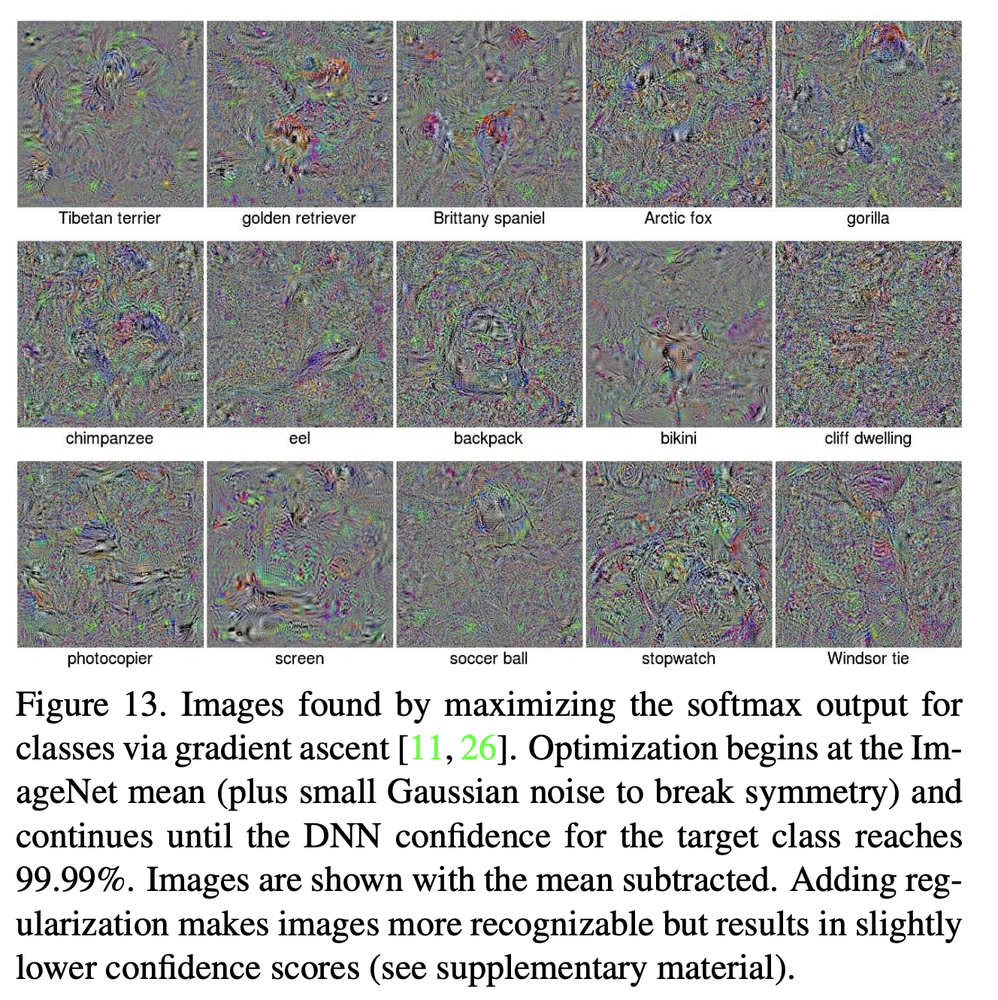 Tibetan terrier golden retriever Brittany spaniel Arctic fox gorilla
chimpanzee eel backpack bikini cliff dwelling
photocopier screen soccer ball stopwatch Windsor tie
Figure 13. Images found by maximizing the softmax output for
classes via gradient ascent [11, 26]. Optimization begins at the Im-
ageNet mean (plus small Gaussian noise to break symmetry) and
continues until the DNN confidence for the target class reaches
99.99%. Images are shown with the mean subtracted. Adding reg-
ularization makes images more recognizable but results in slightly
lower confidence scores (see supplementary material).